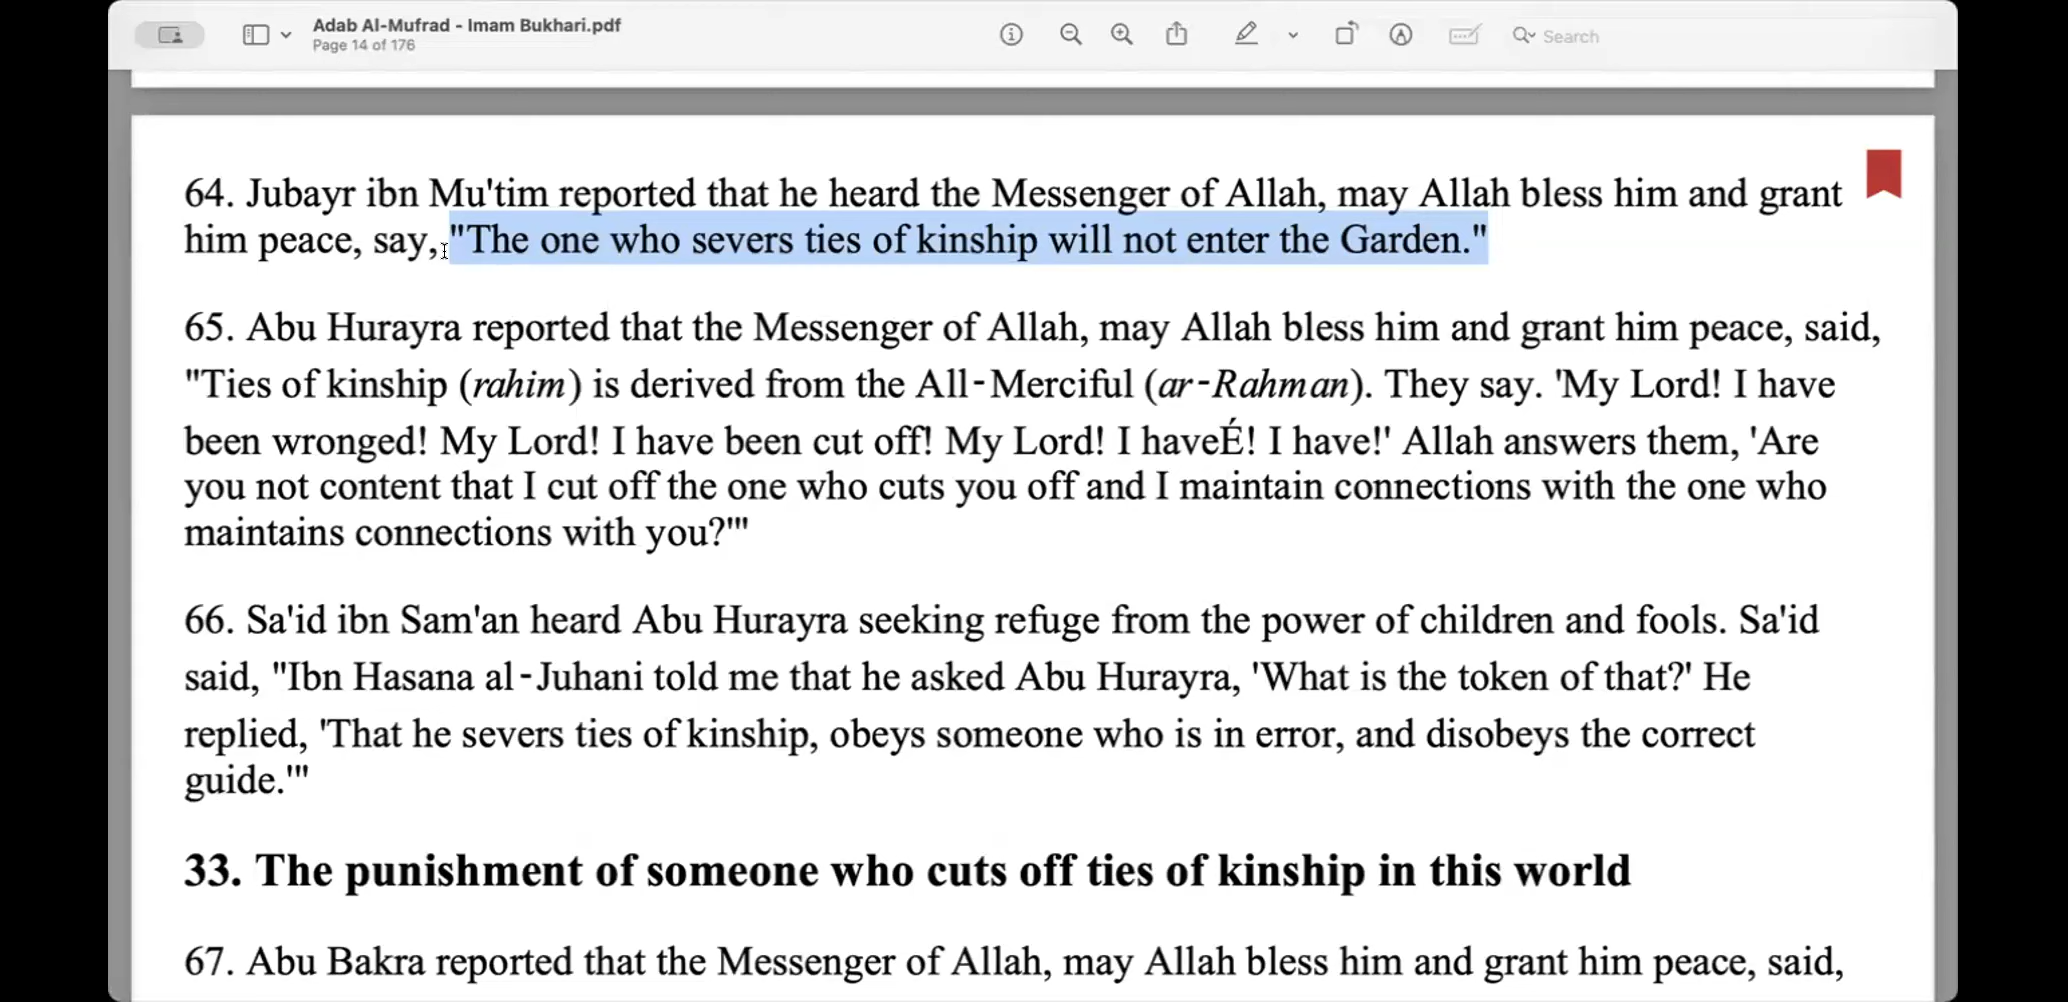 Adab Al-Mufrad - Imam Bukhari.pdf
Page 14 of 176
Search
64. Jubayr ibn Mu'tim reported that he heard the Messenger of Allah, may Allah bless him and grant
him peace, say, "The one who severs ties of kinship will not enter the Garden."
65. Abu Hurayra reported that the Messenger of Allah, may Allah bless him and grant him peace, said,
"Ties of kinship (rahim) is derived from the All-Merciful (ar-Rahman). They say. 'My Lord! I have
been wronged! My Lord! I have been cut off! My Lord! I haveÉ! I have!' Allah answers them, 'Are
you not content that I cut off the one who cuts you off and I maintain connections with the one who
maintains connections with you?'"
66. Sa'id ibn Sam'an heard Abu Hurayra seeking refuge from the power of children and fools. Sa'id
said, "Ibn Hasana al-Juhani told me that he asked Abu Hurayra, 'What is the token of that?' He
replied, 'That he severs ties of kinship, obeys someone who is in error, and disobeys the correct
guide.'"
33. The punishment of someone who cuts off ties of kinship in this world
67. Abu Bakra reported that the Messenger of Allah, may Allah bless him and grant him peace, said,